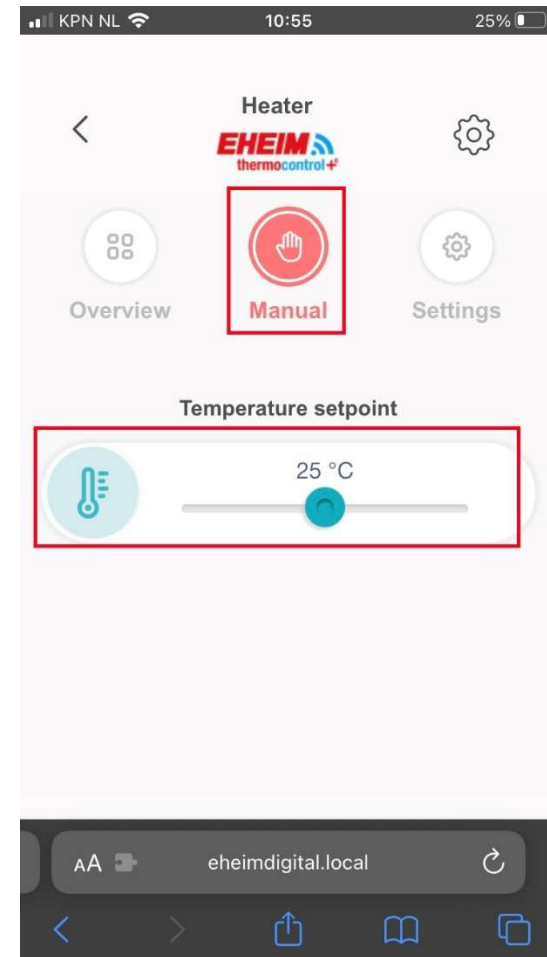 KPN NL 10:55 25%
Heater
EHEIM
thermocontrol+e
Overview Manual Settings
Temperature setpoint
25 °C
AA eheimdigital.local